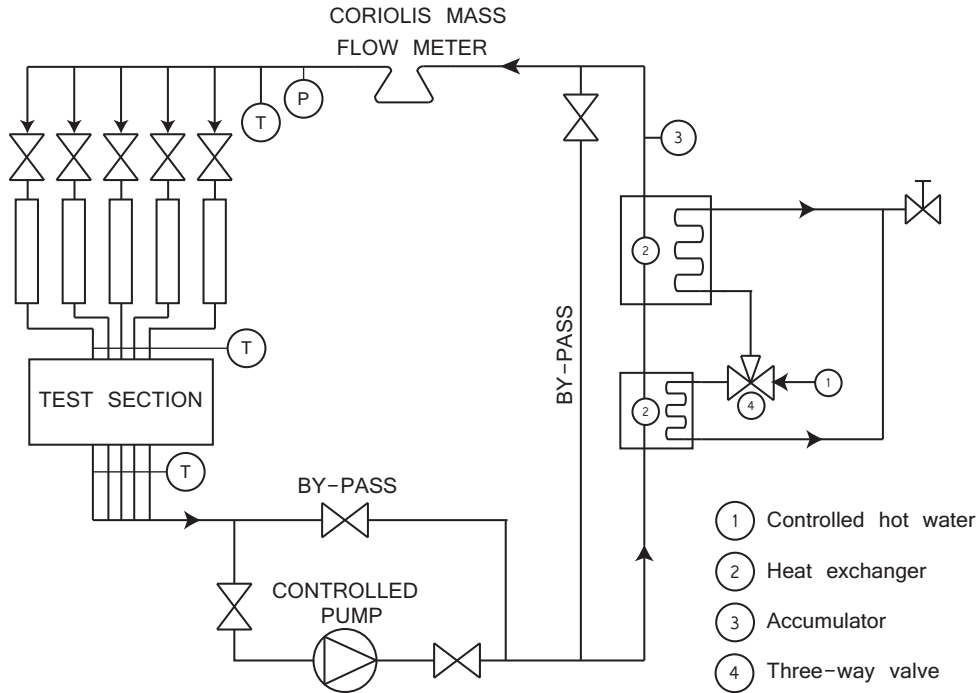 CORIOLIS MASS
FLOW METER
T
P
3
2
T
BY-PASS
1
4
2
TEST SECTION
T
BY-PASS
CONTROLLED
PUMP
1 Controlled hot water
2 Heat exchanger
3 Accumulator
4 Three-way valve